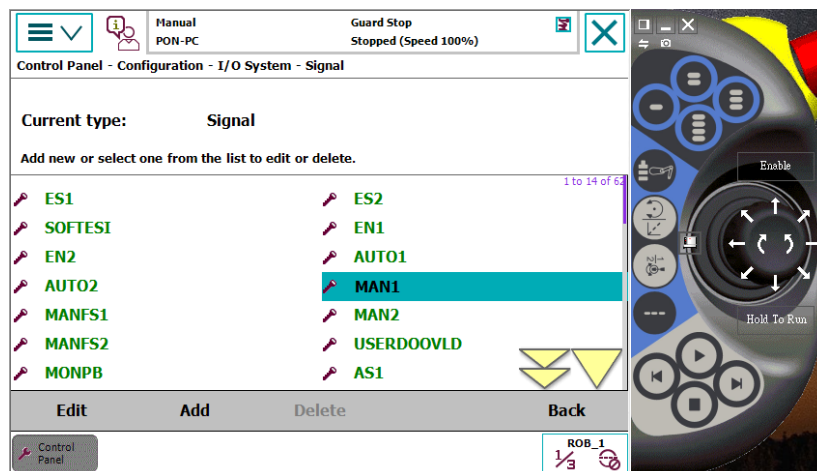 Manual
PON-PC
Guard Stop
Stopped (Speed 100%)
Control Panel - Configuration - I/O System - Signal
Current type: Signal
Add new or select one from the list to edit or delete.
1 to 14 of 62
ES1 ES2
SOFTESI EN1
EN2 AUTO1
AUTO2 MAN1
MANFS1 MAN2
MANFS2 USERDOOVLD
MONPB AS1
Edit Add Delete Back
Control
Panel
ROB_1
1/3
Enable
Hold To Run